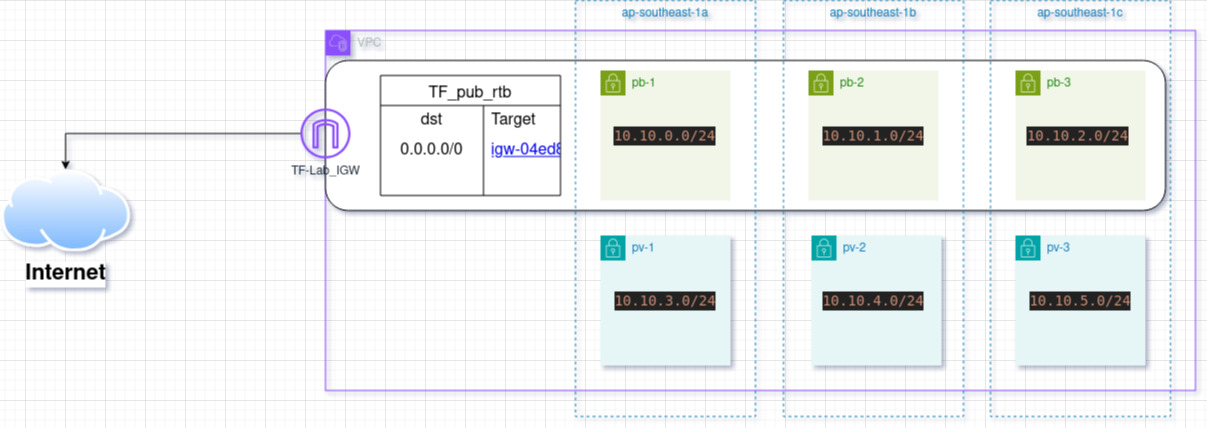 ap-southeast-1a
ap-southeast-1b
ap-southeast-1c
VPC
TF_pub_rtb
dst
Target
0.0.0.0/0
igw-04ed8
TF-Lab_IGW
pb-1
10.10.0.0/24
pb-2
10.10.1.0/24
pb-3
10.10.2.0/24
Internet
pv-1
10.10.3.0/24
pv-2
10.10.4.0/24
pv-3
10.10.5.0/24